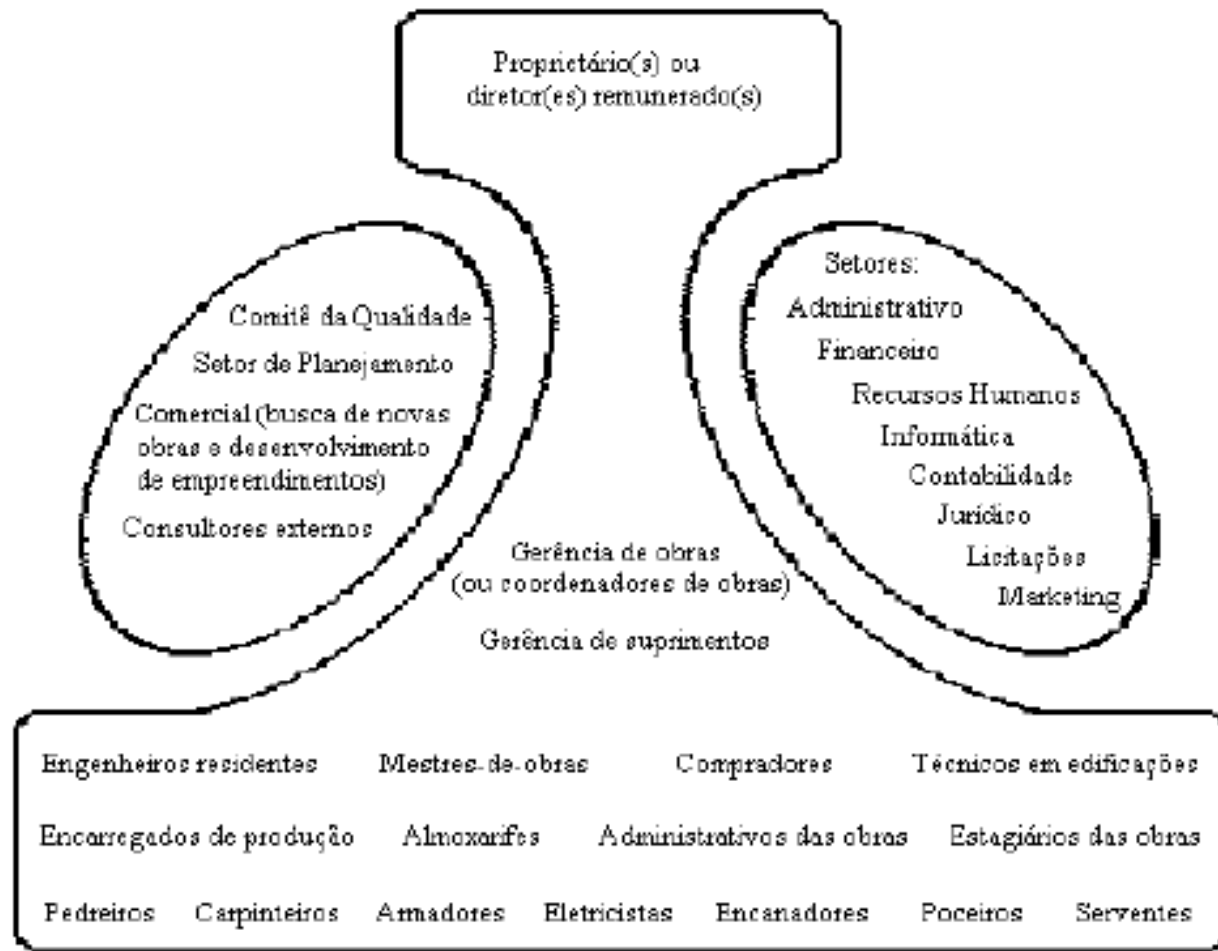 Proprietário(s) ou
diretor(es) remunerado(s)
Comitê da Qualidade
Setor de Planejamento
Comercial (busca de novas
obras e desenvolvimento
de empreendimentos)
Consultores externos
Setores:
Administrativo
Financeiro
Recursos Humanos
Informática
Contabilidade
Jurídico
Licitações
Marketing
Gerência de obras
(ou coordenadores de obras)
Gerência de suprimentos
Engenheiros residentes Mestres-de-obras Compradores Técnicos em edificações
Encarregados de produção Almoxarifes Administrativos das obras Estagiários das obras
Pedreiros Carpinteiros Armadores Eletricistas Encanadores Poceiros Serventes